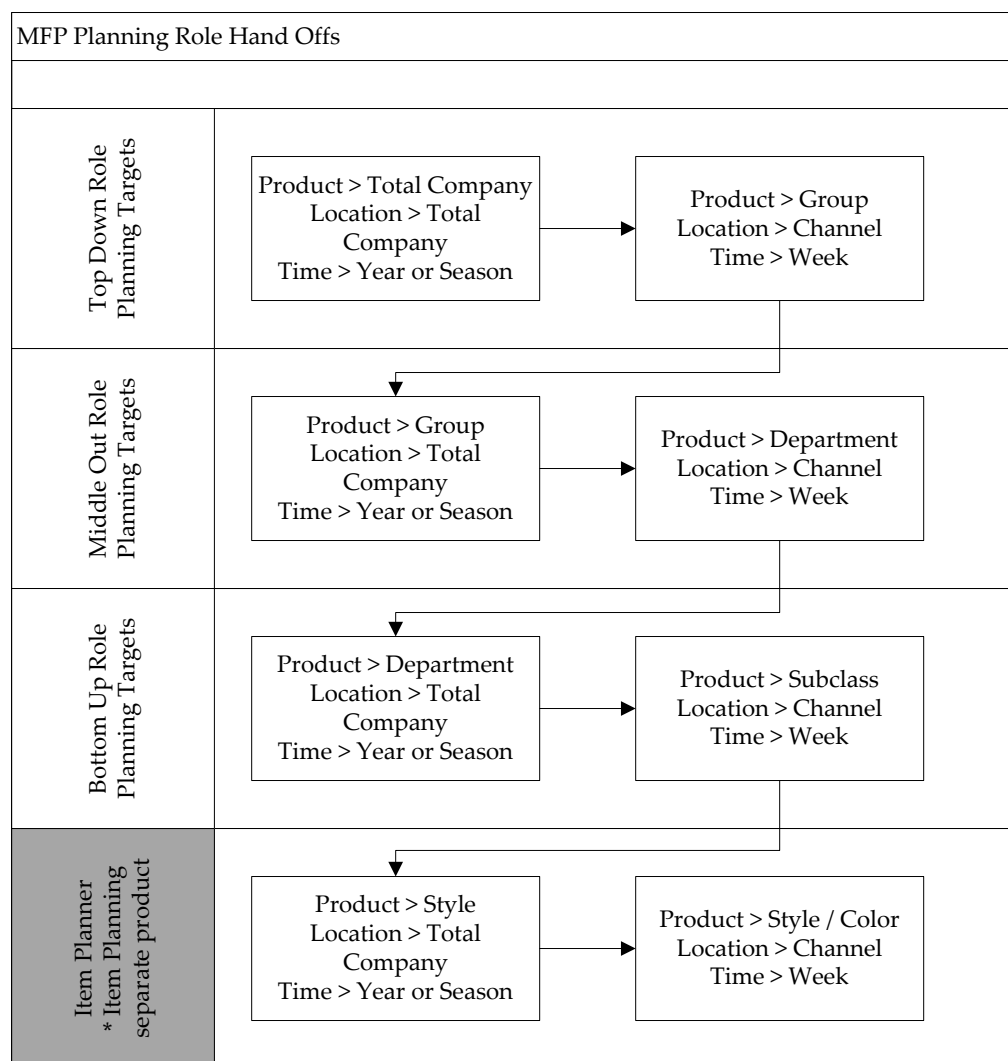 MFP Planning Role Hand Offs
Top Down Role
Planning Targets
Product > Total Company
Location > Total
Company
Time > Year or Season
Product > Group
Location > Channel
Time > Week
Middle Out Role
Planning Targets
Product > Group
Location > Total
Company
Time > Year or Season
Product > Department
Location > Channel
Time > Week
Bottom Up Role
Planning Targets
Product > Department
Location > Total
Company
Time > Year or Season
Product > Subclass
Location > Channel
Time > Week
Item Planner
* Item Planning
separate product
Product > Style
Location > Total
Company
Time > Year or Season
Product > Style / Color
Location > Channel
Time > Week